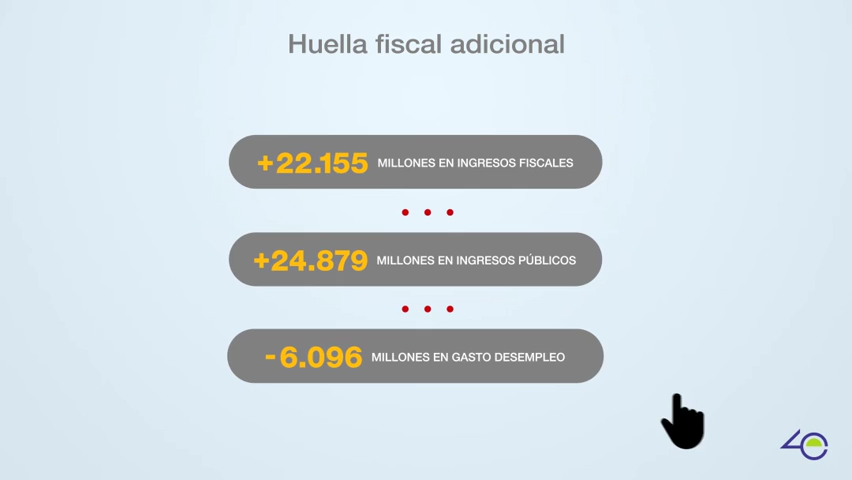 Huella fiscal adicional
+22.155 MILLONES EN INGRESOS FISCALES
+24.879 MILLONES EN INGRESOS PÚBLICOS
- 6.096 MILLONES EN GASTO DESEMPLEO